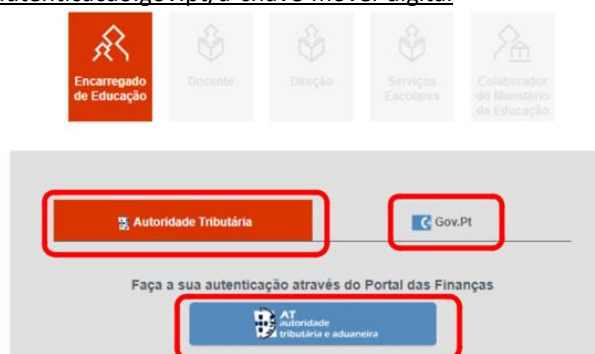 autenticacao.gov.pt, a chave móvel digital
Encarregado de Educação
Docente
Direção
Serviços Escolares
Colaborador do Ministério da Educação
Autoridade Tributária
Gov.Pt
Faça a sua autenticação através do Portal das Finanças
AT
autoridade
tributária e aduaneira